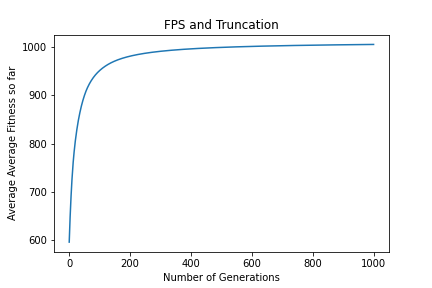 FPS and Truncation
1000
900
800
700
600
Average Average Fitness so far
0 200 400 600 800 1000
Number of Generations